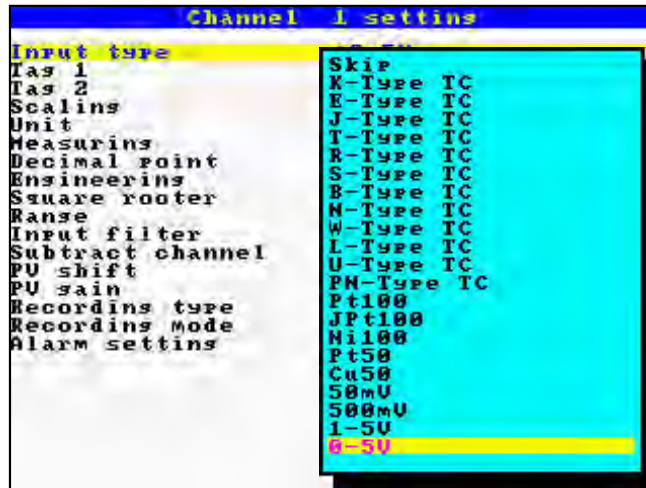 Channel 1 setting
Input type
Tag 1
Tag 2
Scaling
Unit
Measuring
Decimal point
Engineering
Square rooter
Range
Input filter
Subtract channel
PV shift
PV gain
Recording type
Recording mode
Alarm setting
Skip
K-Type TC
E-Type TC
J-Type TC
T-Type TC
R-Type TC
S-Type TC
B-Type TC
N-Type TC
W-Type TC
L-Type TC
U-Type TC
PN-Type TC
Pt100
JPt100
Ni100
Pt50
Cu50
50mV
500mV
1-5V
0-5V